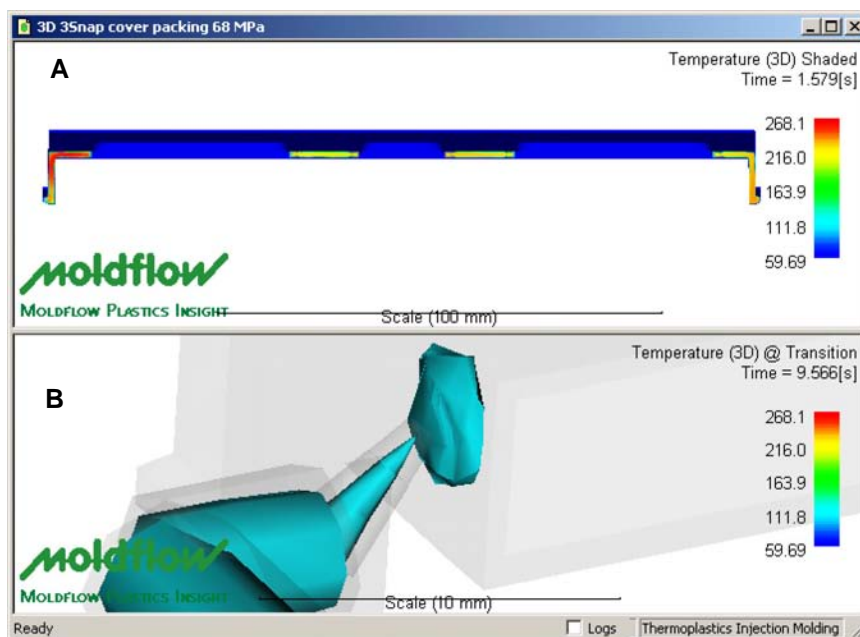 3D 3Snap cover packing 68 MPa
A
Temperature (3D) Shaded
Time = 1.579[s]
268.1
216.0
163.9
111.8
59.69
moldflow
MOLDFLOW PLASTICS INSIGHT
Scale (100 mm)
B
Temperature (3D) @ Transition
Time = 9.566[s]
268.1
216.0
163.9
111.8
59.69
moldflow
MOLDFLOW PLASTICS INSIGHT
Scale (10 mm)
Ready
Logs
Thermoplastics Injection Molding